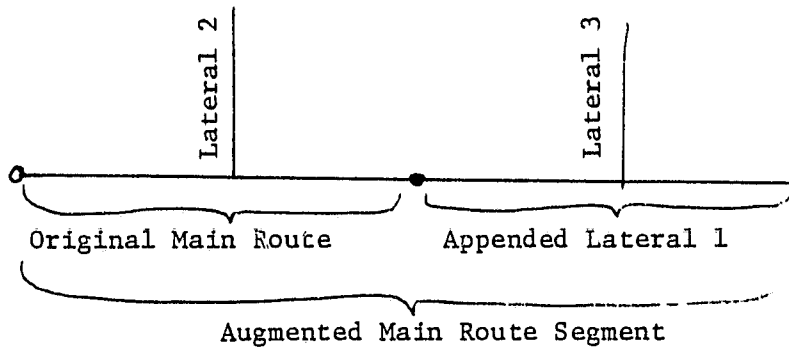 Lateral 2
Lateral 3
Original Main Route
Appended Lateral 1
Augmented Main Route Segment